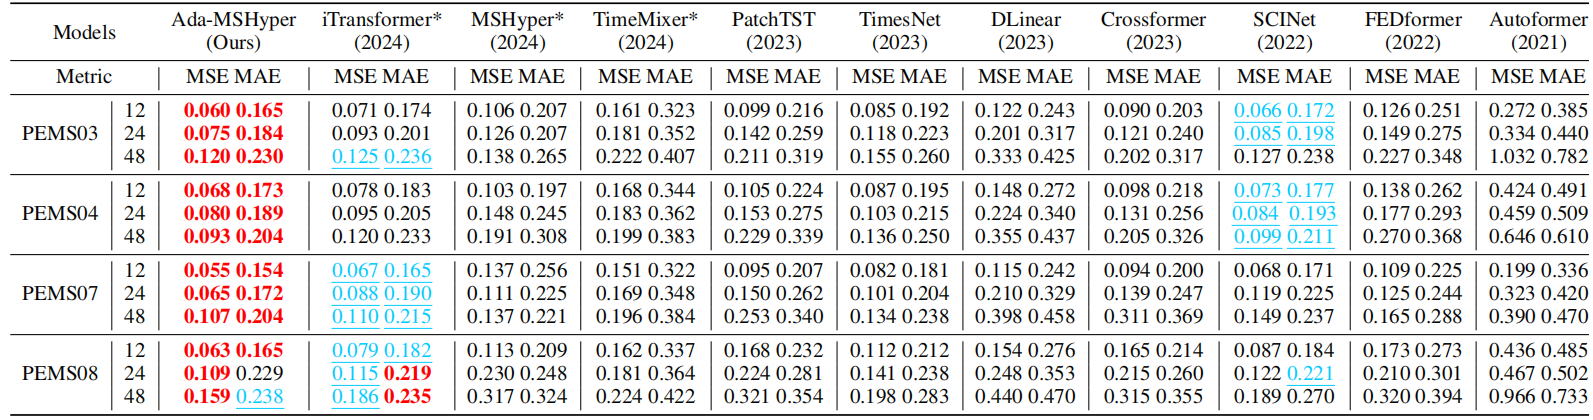 Models Ada-MSHyper iTransformer* MSHyper* TimeMixer* PatchTST TimesNet DLinear Crossformer SCINet FEDformer Autoformer
(Ours) (2024) (2024) (2024) (2023) (2023) (2023) (2023) (2022) (2022) (2021)
Metric MSE MAE MSE MAE MSE MAE MSE MAE MSE MAE MSE MAE MSE MAE MSE MAE MSE MAE MSE MAE MSE MAE
PEMS03 12 0.060 0.165 0.071 0.174 0.106 0.207 0.161 0.323 0.099 0.216 0.085 0.192 0.122 0.243 0.090 0.203 0.066 0.172 0.126 0.251 0.272 0.385
24 0.075 0.184 0.093 0.201 0.126 0.207 0.181 0.352 0.142 0.259 0.118 0.223 0.201 0.317 0.121 0.240 0.085 0.198 0.149 0.275 0.334 0.440
48 0.120 0.230 0.125 0.236 0.138 0.265 0.222 0.407 0.211 0.319 0.155 0.260 0.333 0.425 0.202 0.317 0.127 0.238 0.227 0.348 1.032 0.782
PEMS04 12 0.068 0.173 0.078 0.183 0.103 0.197 0.168 0.344 0.105 0.224 0.087 0.195 0.148 0.272 0.098 0.218 0.073 0.177 0.138 0.262 0.424 0.491
24 0.080 0.189 0.095 0.205 0.148 0.245 0.183 0.362 0.153 0.275 0.103 0.215 0.224 0.340 0.131 0.256 0.084 0.193 0.177 0.293 0.459 0.509
48 0.093 0.204 0.120 0.233 0.191 0.308 0.199 0.383 0.229 0.339 0.136 0.250 0.355 0.437 0.205 0.326 0.099 0.211 0.270 0.368 0.646 0.610
PEMS07 12 0.055 0.154 0.067 0.165 0.137 0.256 0.151 0.322 0.095 0.207 0.082 0.181 0.115 0.242 0.094 0.200 0.068 0.171 0.109 0.225 0.199 0.336
24 0.065 0.172 0.088 0.190 0.111 0.225 0.169 0.348 0.150 0.262 0.101 0.204 0.210 0.329 0.139 0.247 0.119 0.225 0.125 0.244 0.323 0.420
48 0.107 0.204 0.110 0.215 0.137 0.221 0.196 0.384 0.253 0.340 0.134 0.238 0.398 0.458 0.311 0.369 0.149 0.237 0.165 0.288 0.390 0.470
PEMS08 12 0.063 0.165 0.079 0.182 0.113 0.209 0.162 0.337 0.168 0.232 0.112 0.212 0.154 0.276 0.165 0.214 0.087 0.184 0.173 0.273 0.436 0.485
24 0.109 0.229 0.115 0.219 0.230 0.248 0.181 0.364 0.224 0.281 0.141 0.238 0.248 0.353 0.215 0.260 0.122 0.221 0.210 0.301 0.467 0.502
48 0.159 0.238 0.186 0.235 0.317 0.324 0.224 0.422 0.321 0.354 0.198 0.283 0.440 0.470 0.315 0.355 0.189 0.270 0.320 0.394 0.966 0.733